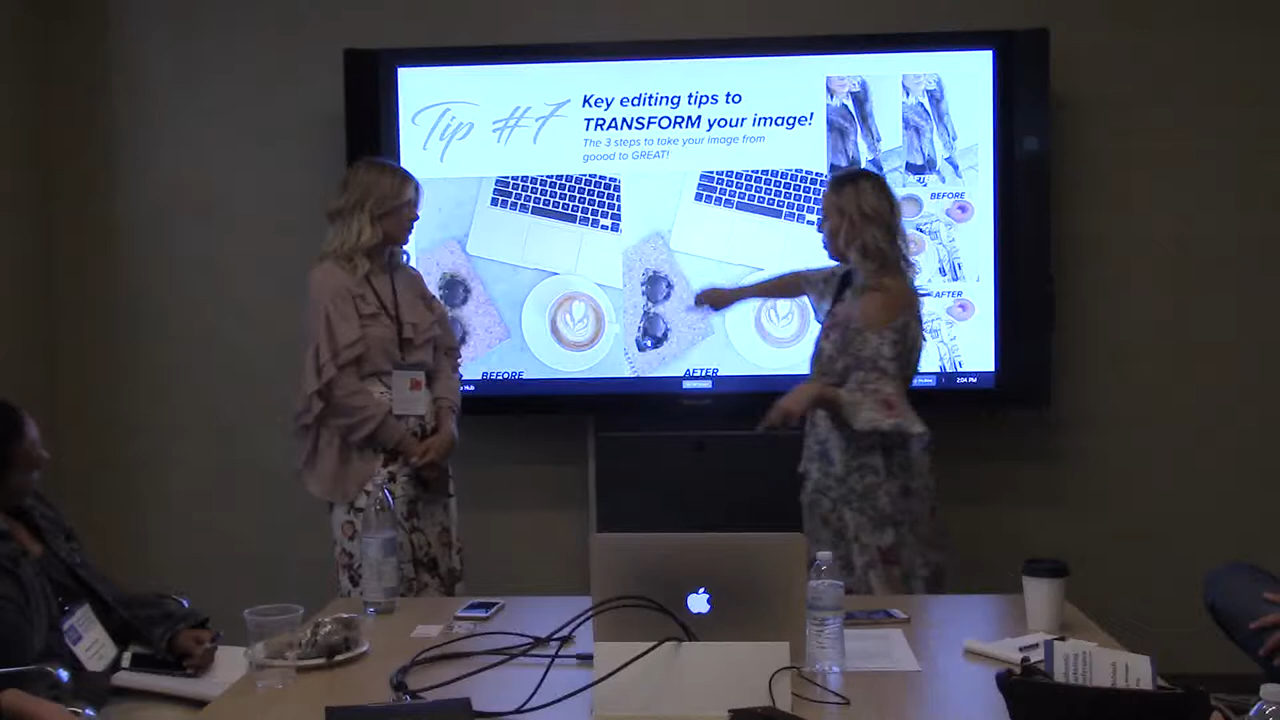 Tip #7
Key editing tips to
TRANSFORM your image!
The 3 steps to take your image from
goood to GREAT!
AFTER
BEFORE
AFTER
BEFORE
AFTER
Hub
2:04 PM